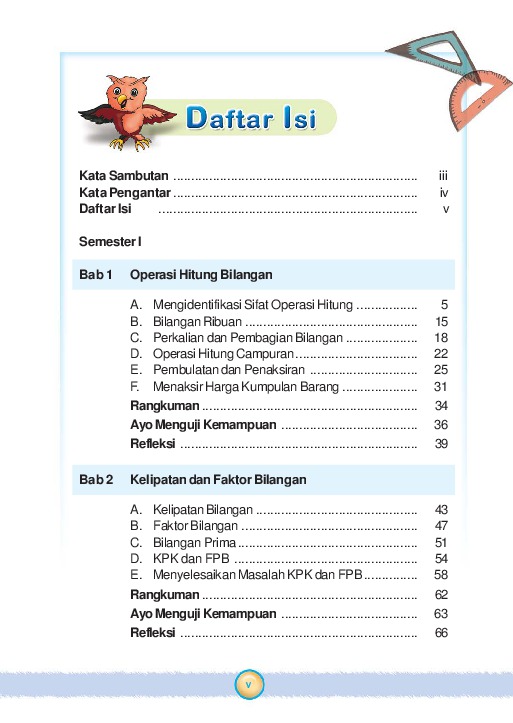 Daftar Isi
Kata Sambutan .................................................................... iii
Kata Pengantar .................................................................... iv
Daftar Isi ........................................................................ v
Semester I
Bab 1 Operasi Hitung Bilangan
A. Mengidentifikasi Sifat Operasi Hitung ................. 5
B. Bilangan Ribuan ................................................ 15
C. Perkalian dan Pembagian Bilangan .................... 18
D. Operasi Hitung Campuran.................................. 22
E. Pembulatan dan Penaksiran .............................. 25
F. Menaksir Harga Kumpulan Barang ..................... 31
Rangkuman ............................................................ 34
Ayo Menguji Kemampuan ...................................... 36
Refleksi .................................................................. 39
Bab 2 Kelipatan dan Faktor Bilangan
A. Kelipatan Bilangan ............................................. 43
B. Faktor Bilangan ................................................. 47
C. Bilangan Prima .................................................. 51
D. KPK dan FPB ................................................... 54
E. Menyelesaikan Masalah KPK dan FPB ............... 58
Rangkuman ............................................................ 62
Ayo Menguji Kemampuan ...................................... 63
Refleksi .................................................................. 66
v